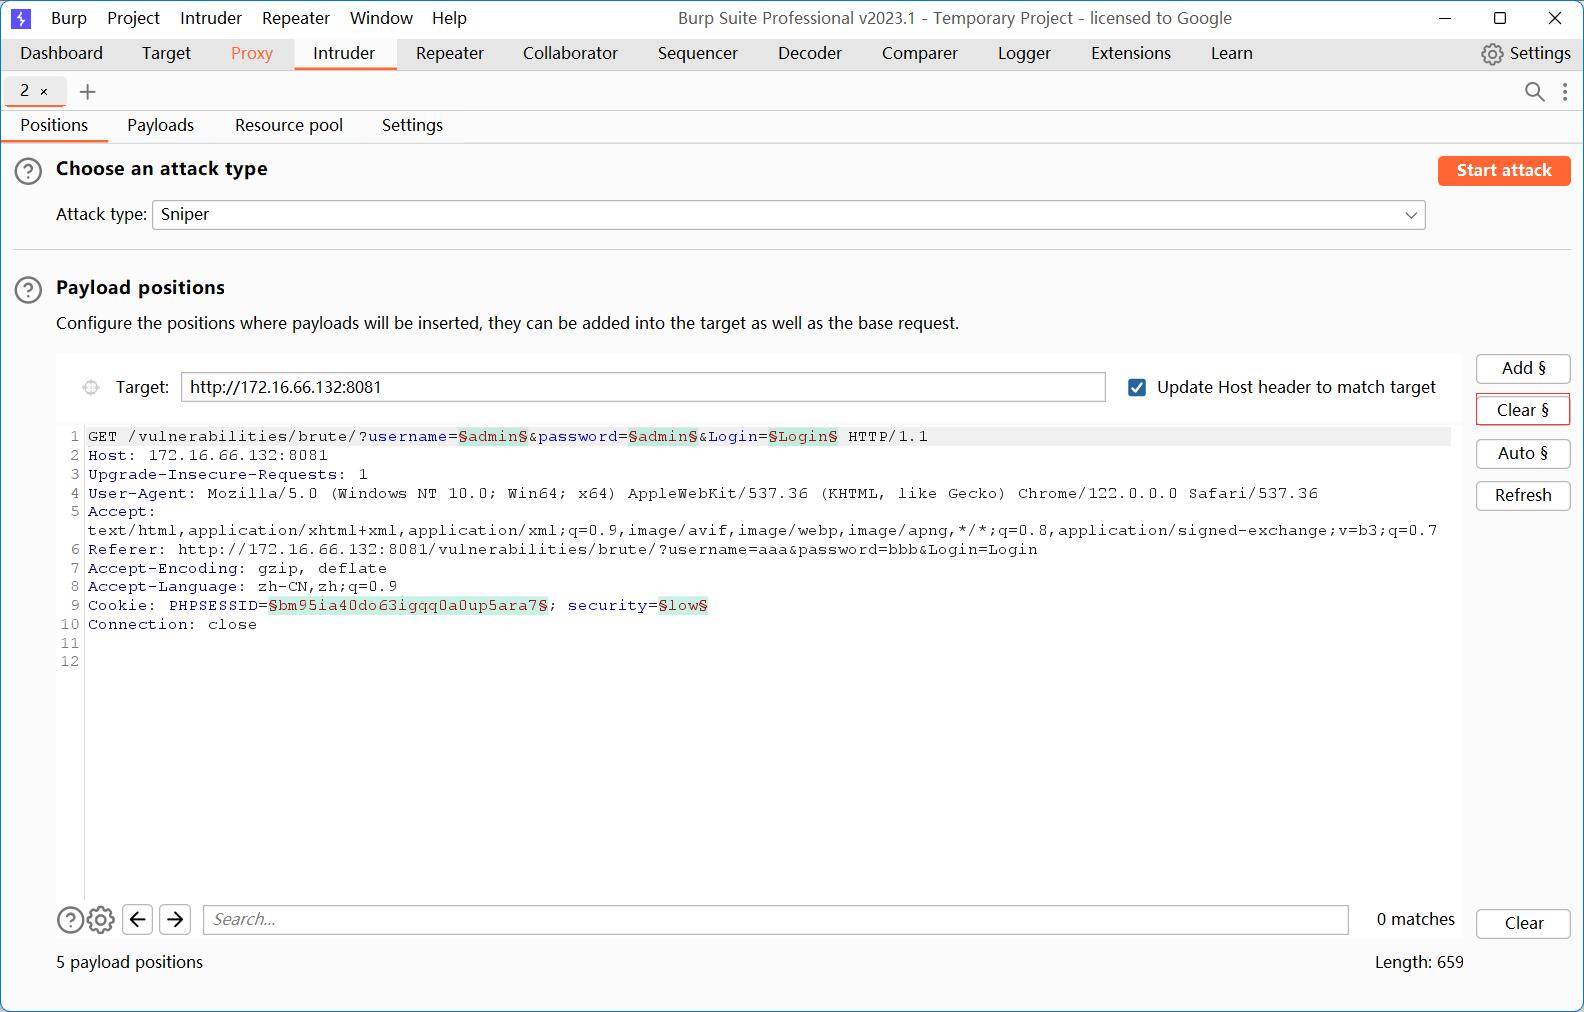 Burp Project Intruder Repeater Window Help Burp Suite Professional v2023.1 - Temporary Project - licensed to Google
Dashboard Target Proxy Intruder Repeater Collaborator Sequencer Decoder Comparer Logger Extensions Learn Settings
2 × +
Positions Payloads Resource pool Settings
? Choose an attack type Start attack
Attack type: Sniper
? Payload positions
Configure the positions where payloads will be inserted, they can be added into the target as well as the base request.
Add §
Target: http://172.16.66.132:8081 Update Host header to match target
Clear §
1 GET /vulnerabilities/brute/?username=§admin§&password=§admin§&Login=§Login§ HTTP/1.1
2 Host: 172.16.66.132:8081
Auto §
3 Upgrade-Insecure-Requests: 1
4 User-Agent: Mozilla/5.0 (Windows NT 10.0; Win64; x64) AppleWebKit/537.36 (KHTML, like Gecko) Chrome/122.0.0.0 Safari/537.36
Refresh
5 Accept:
text/html,application/xhtml+xml,application/xml;q=0.9,image/avif,image/webp,image/apng,*/*;q=0.8,application/signed-exchange;v=b3;q=0.7
6 Referer: http://172.16.66.132:8081/vulnerabilities/brute/?username=aaa&password=bbb&Login=Login
7 Accept-Encoding: gzip, deflate
8 Accept-Language: zh-CN,zh;q=0.9
9 Cookie: PHPSESSID=§bm95ia40do63igqq0a0up5ara7§; security=§low§
10 Connection: close
11
12
? Search... 0 matches Clear
5 payload positions Length: 659